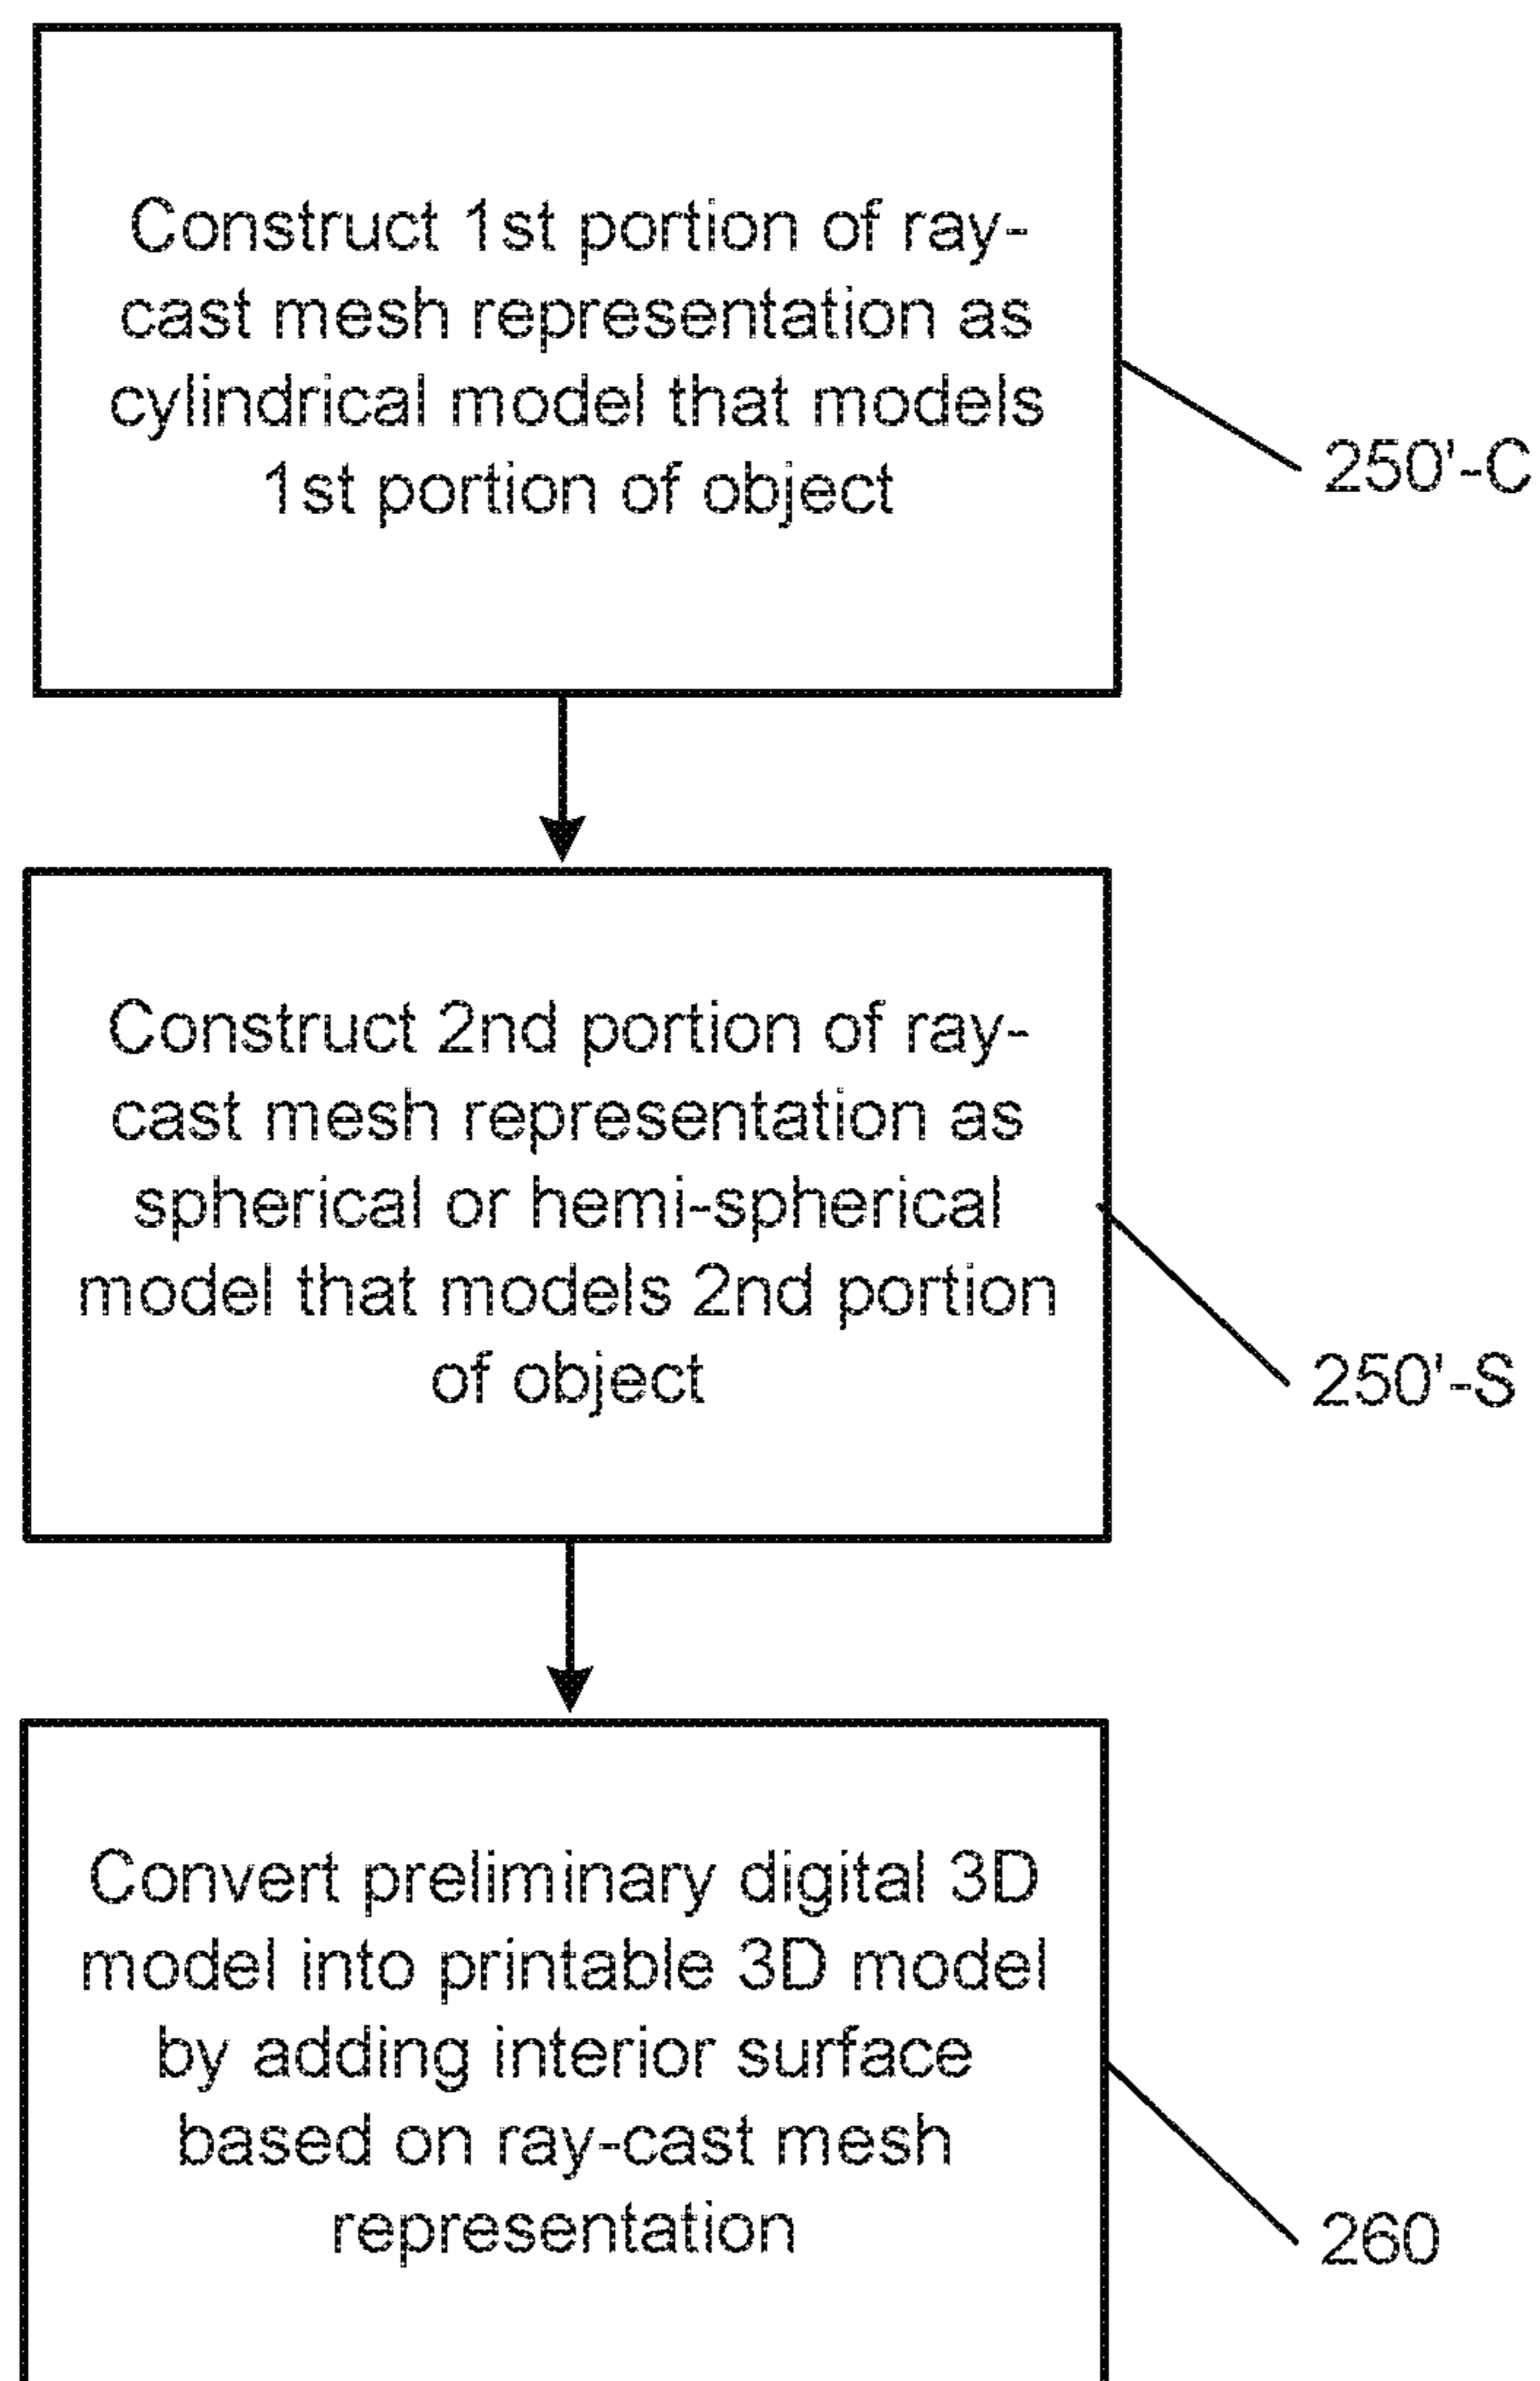 Construct 1st portion of ray-
cast mesh representation as
cylindrical model that models
1st portion of object
250'-C
Construct 2nd portion of ray-
cast mesh representation as
spherical or hemi-spherical
model that models 2nd portion
of object
250'-S
Convert preliminary digital 3D
model into printable 3D model
by adding interior surface
based on ray-cast mesh
representation
260